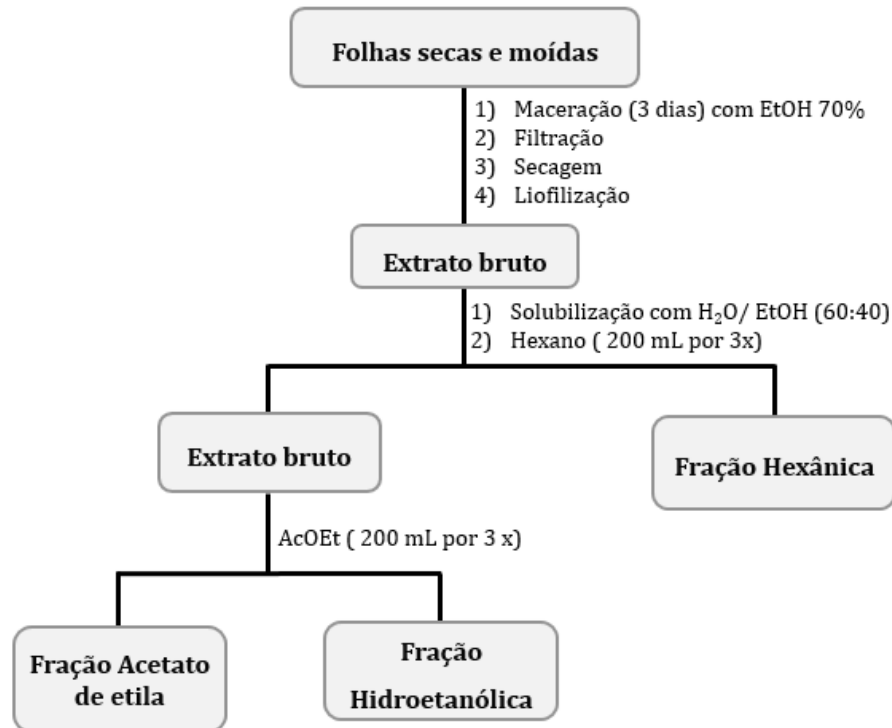 Folhas secas e moídas
1) Maceração (3 dias) com EtOH 70%
2) Filtração
3) Secagem
4) Liofilização
Extrato bruto
1) Solubilização com H₂O/ EtOH (60:40)
2) Hexano ( 200 mL por 3x)
Extrato bruto
Fração Hexânica
AcOEt ( 200 mL por 3 x)
Fração Acetato
de etila
Fração
Hidroetanólica